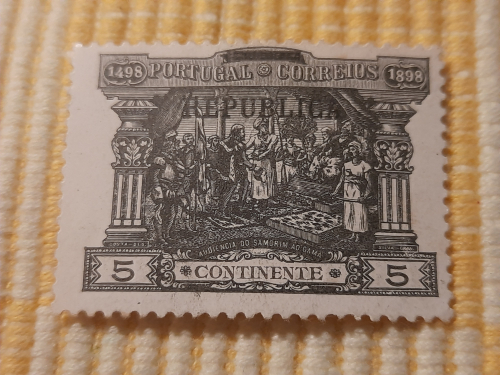 1498 PORTUGAL CORREIOS 1898
REPUBLICA
AUDIENCIA DO SAMORIM AO GAMA
5 CONTINENTE 5